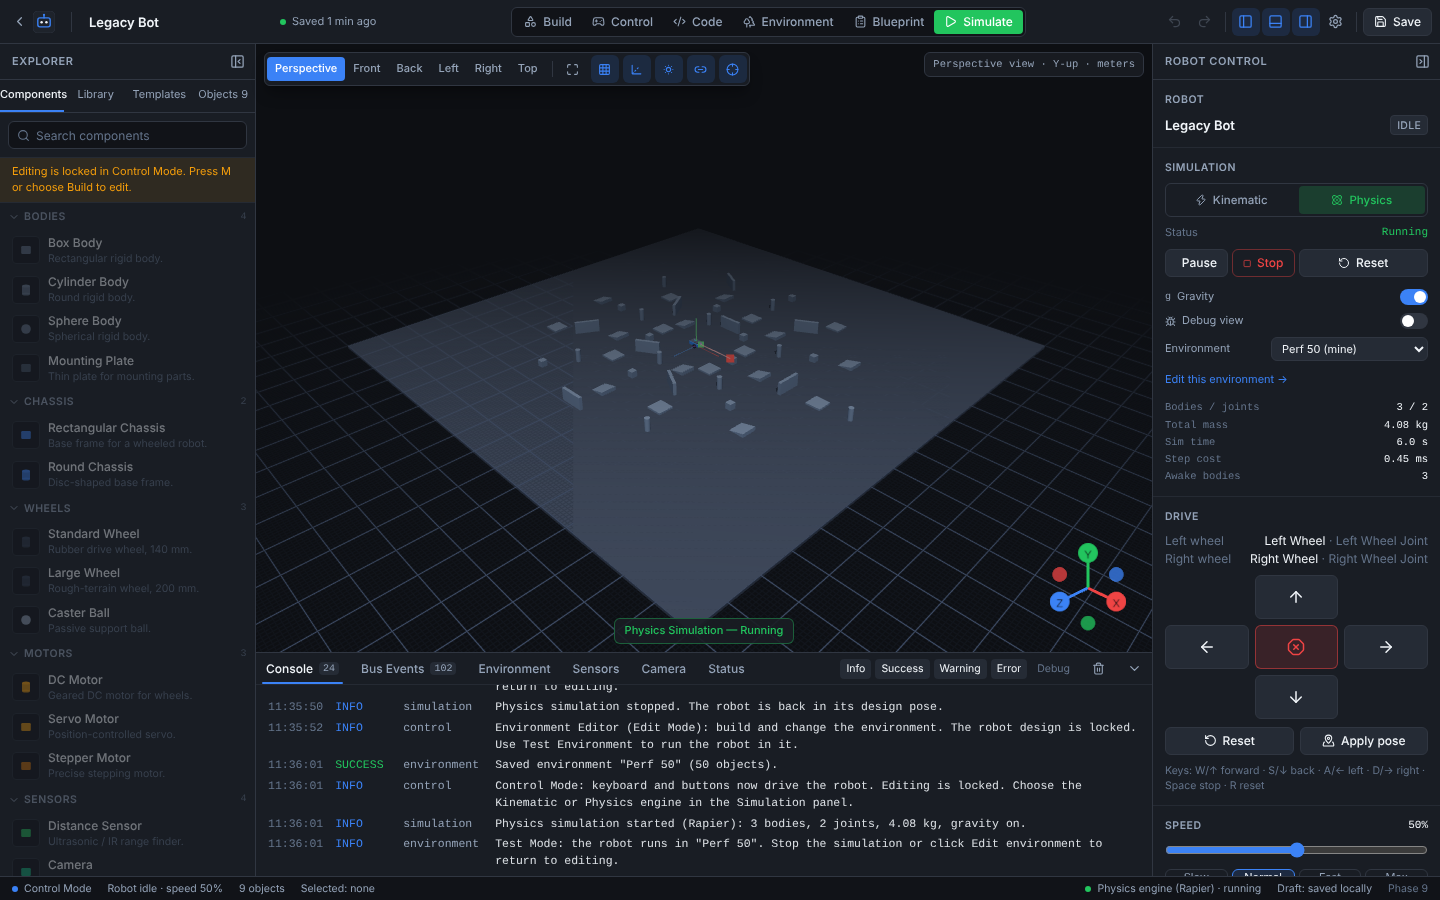 Legacy Bot
Saved 1 min ago
Build
Control
Code
Environment
Blueprint
Simulate
Save
EXPLORER
Components
Library
Templates
Objects 9
Search components
Editing is locked in Control Mode. Press M
or choose Build to edit.
BODIES 4
Box Body
Rectangular rigid body.
Cylinder Body
Round rigid body.
Sphere Body
Spherical rigid body.
Mounting Plate
Thin plate for mounting parts.
CHASSIS 2
Rectangular Chassis
Base frame for a wheeled robot.
Round Chassis
Disc-shaped base frame.
WHEELS 3
Standard Wheel
Rubber drive wheel, 140 mm.
Large Wheel
Rough-terrain wheel, 200 mm.
Caster Ball
Passive support ball.
MOTORS 3
DC Motor
Geared DC motor for wheels.
Servo Motor
Position-controlled servo.
Stepper Motor
Precise stepping motor.
SENSORS 4
Distance Sensor
Ultrasonic / IR range finder.
Camera
Perspective
Front
Back
Left
Right
Top
Perspective view · Y-up · meters
Y
Z
X
Physics Simulation — Running
Console 24
Bus Events 102
Environment
Sensors
Camera
Status
Info
Success
Warning
Error
Debug
return to editing.
11:35:50 INFO simulation Physics simulation stopped. The robot is back in its design pose.
11:35:52 INFO control Environment Editor (Edit Mode): build and change the environment. The robot design is locked.
Use Test Environment to run the robot in it.
11:36:01 SUCCESS environment Saved environment "Perf 50" (50 objects).
11:36:01 INFO control Control Mode: keyboard and buttons now drive the robot. Editing is locked. Choose the
Kinematic or Physics engine in the Simulation panel.
11:36:01 INFO simulation Physics simulation started (Rapier): 3 bodies, 2 joints, 4.08 kg, gravity on.
11:36:01 INFO environment Test Mode: the robot runs in "Perf 50". Stop the simulation or click Edit environment to
return to editing.
ROBOT CONTROL
ROBOT
Legacy Bot IDLE
SIMULATION
Kinematic
Physics
Status Running
Pause
Stop
Reset
g Gravity
Debug view
Environment Perf 50 (mine)
Edit this environment →
Bodies / joints 3 / 2
Total mass 4.08 kg
Sim time 6.0 s
Step cost 0.45 ms
Awake bodies 3
DRIVE
Left wheel Left Wheel · Left Wheel Joint
Right wheel Right Wheel · Right Wheel Joint
Reset
Apply pose
Keys: W/↑ forward · S/↓ back · A/← left · D/→ right ·
Space stop · R reset
SPEED 50%
Slow
Normal
Fast
Max
Control Mode
Robot idle · speed 50%
9 objects
Selected: none
Physics engine (Rapier) · running
Draft: saved locally
Phase 9